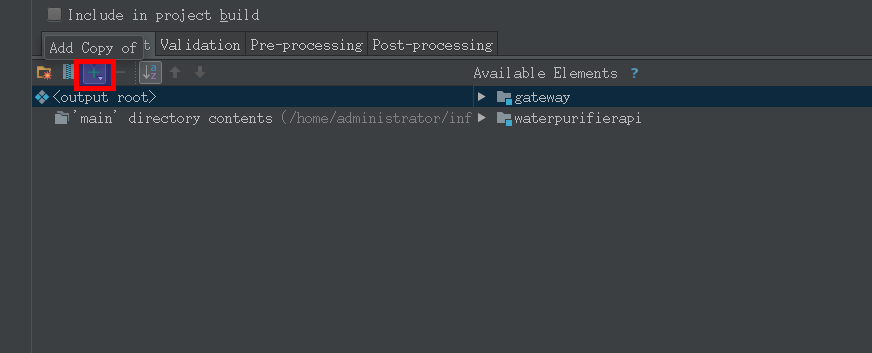 Include in project build
Add Copy of
t Validation Pre-processing Post-processing
Available Elements ?
<output root>
gateway
'main' directory contents (/home/administrator/inf
waterpurifierapi